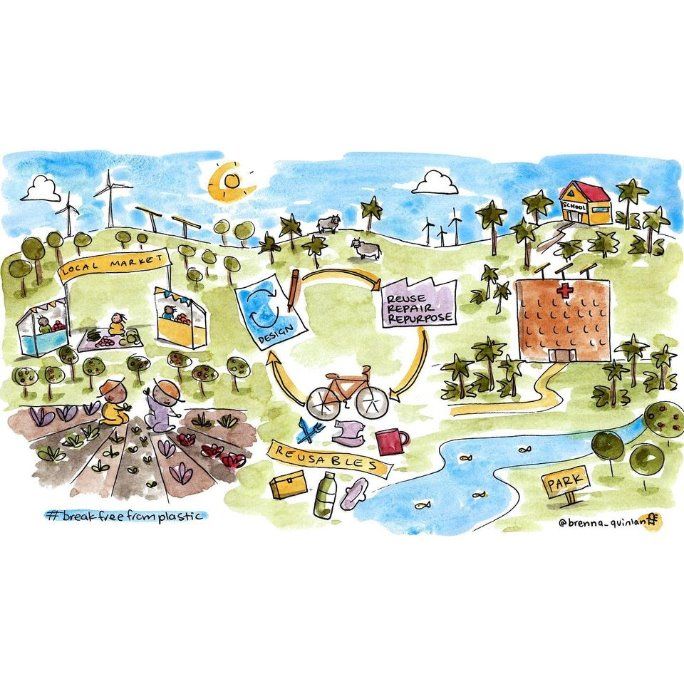 LOCAL MARKET
SCHOOL
DESIGN
REUSE
REPAIR
REPURPOSE
REUSABLES
PARK
#breakfreefromplastic
@brenna_quinlan